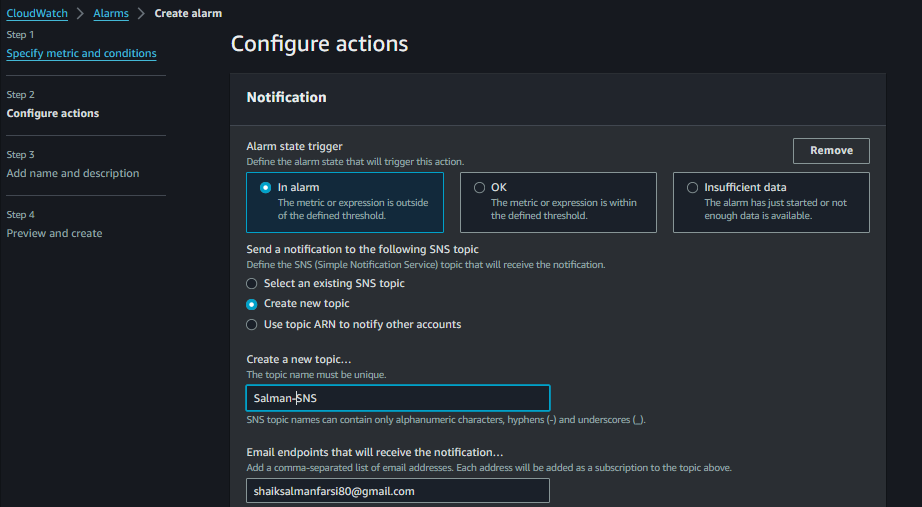 CloudWatch > Alarms > Create alarm
Step 1
Specify metric and conditions
Step 2
Configure actions
Step 3
Add name and description
Step 4
Preview and create
Configure actions
Notification
Alarm state trigger
Define the alarm state that will trigger this action.
Remove
In alarm
The metric or expression is outside
of the defined threshold.
OK
The metric or expression is within
the defined threshold.
Insufficient data
The alarm has just started or not
enough data is available.
Send a notification to the following SNS topic
Define the SNS (Simple Notification Service) topic that will receive the notification.
Select an existing SNS topic
Create new topic
Use topic ARN to notify other accounts
Create a new topic...
The topic name must be unique.
Salman-SNS
SNS topic names can contain only alphanumeric characters, hyphens (-) and underscores (_).
Email endpoints that will receive the notification...
Add a comma-separated list of email addresses. Each address will be added as a subscription to the topic above.
shaiksalmanfarsi80@gmail.com